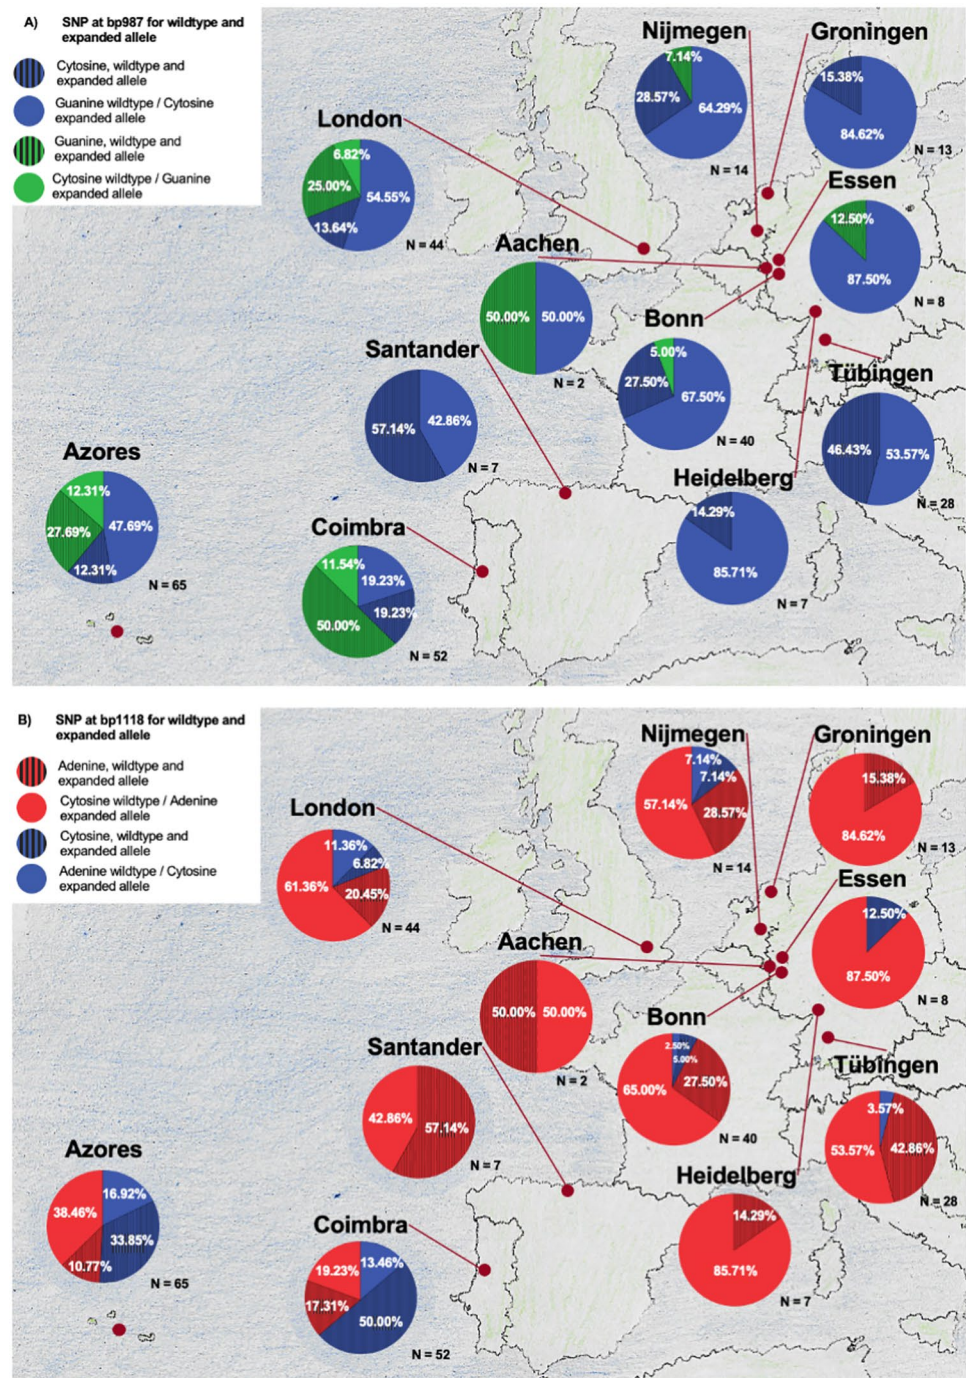 A) SNP at bp987 for wildtype and
expanded allele
Cytosine, wildtype and
expanded allele
Guanine wildtype / Cytosine
expanded allele
Guanine, wildtype and
expanded allele
Cytosine wildtype / Guanine
expanded allele
Nijmegen
7.14%
28.57%
64.29%
N = 14
Groningen
15.38%
84.62%
N = 13
London
6.82%
25.00%
54.55%
13.64%
N = 44
Essen
12.50%
87.50%
N = 8
Aachen
50.00%
50.00%
N = 2
Bonn
5.00%
27.50%
67.50%
N = 40
Santander
57.14%
42.86%
N = 7
Tübingen
46.43%
53.57%
N = 28
Azores
12.31%
27.69%
47.69%
12.31%
N = 65
Heidelberg
14.29%
85.71%
N = 7
Coimbra
11.54%
19.23%
19.23%
50.00%
N = 52
B) SNP at bp1118 for wildtype and
expanded allele
Adenine, wildtype and
expanded allele
Cytosine wildtype / Adenine
expanded allele
Cytosine, wildtype and
expanded allele
Adenine wildtype / Cytosine
expanded allele
Nijmegen
7.14%
7.14%
57.14%
28.57%
N = 14
Groningen
15.38%
84.62%
N = 13
London
11.36%
6.82%
61.36%
20.45%
N = 44
Essen
12.50%
87.50%
N = 8
Aachen
50.00%
50.00%
N = 2
Bonn
2.50%
5.00%
27.50%
65.00%
N = 40
Santander
42.86%
57.14%
N = 7
Tübingen
3.57%
53.57%
42.86%
N = 28
Azores
16.92%
38.46%
33.85%
10.77%
N = 65
Heidelberg
14.29%
85.71%
N = 7
Coimbra
13.46%
19.23%
17.31%
50.00%
N = 52